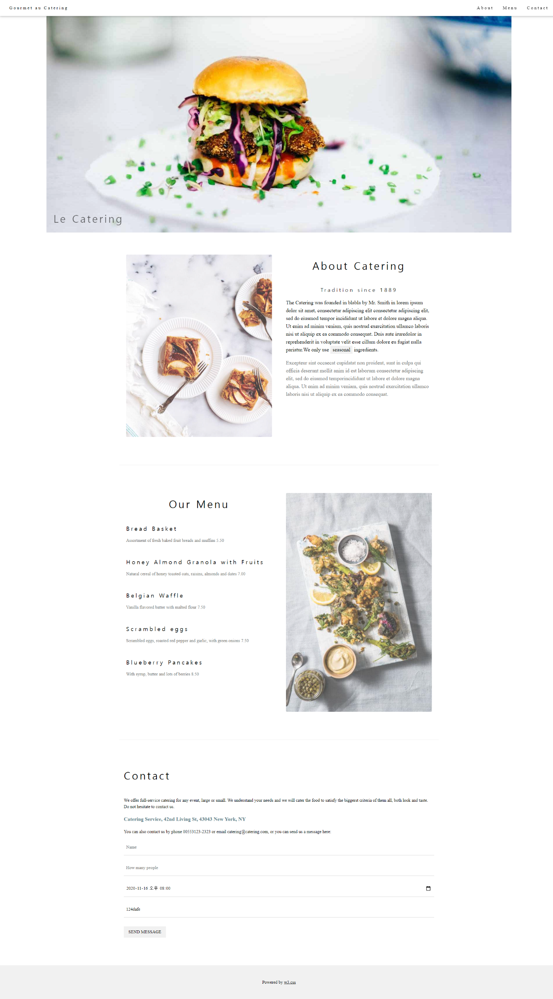 Gourmet au Catering
About Menu Contact
Le Catering
About Catering
Tradition since 1889
The Catering was founded in blabla by Mr. Smith in lorem ipsum
dolor sit amet, consectetur adipiscing elit consectetur adipiscing elit,
sed do eiusmod tempor incididunt ut labore et dolore magna aliqua.
Ut enim ad minim veniam, quis nostrud exercitation ullamco laboris
nisi ut aliquip ex ea commodo consequat. Duis aute iruredolor in
reprehenderit in voluptate velit esse cillum dolore eu fugiat nulla
pariatur.We only use seasonal ingredients.
Excepteur sint occaecat cupidatat non proident, sunt in culpa qui
officia deserunt mollit anim id est laborum consectetur adipiscing
elit, sed do eiusmod temporincididunt ut labore et dolore magna
aliqua. Ut enim ad minim veniam, quis nostrud exercitation ullamco
laboris nisi ut aliquip ex ea commodo consequat.
Our Menu
Bread Basket
Assortment of fresh baked fruit breads and muffins 5.50
Honey Almond Granola with Fruits
Natural cereal of honey toasted oats, raisins, almonds and dates 7.00
Belgian Waffle
Vanilla flavored batter with malted flour 7.50
Scrambled eggs
Scrambled eggs, roasted red pepper and garlic, with green onions 7.50
Blueberry Pancakes
With syrup, butter and lots of berries 8.50
Contact
We offer full-service catering for any event, large or small. We understand your needs and we will cater the food to satisfy the biggerst criteria of them all, both look and taste.
Do not hesitate to contact us.
Catering Service, 42nd Living St, 43043 New York, NY
You can also contact us by phone 00553123-2323 or email catering@catering.com, or you can send us a message here:
Name
How many people
2020-11-16 오후 08:00
124dafe
SEND MESSAGE
Powered by w3.css